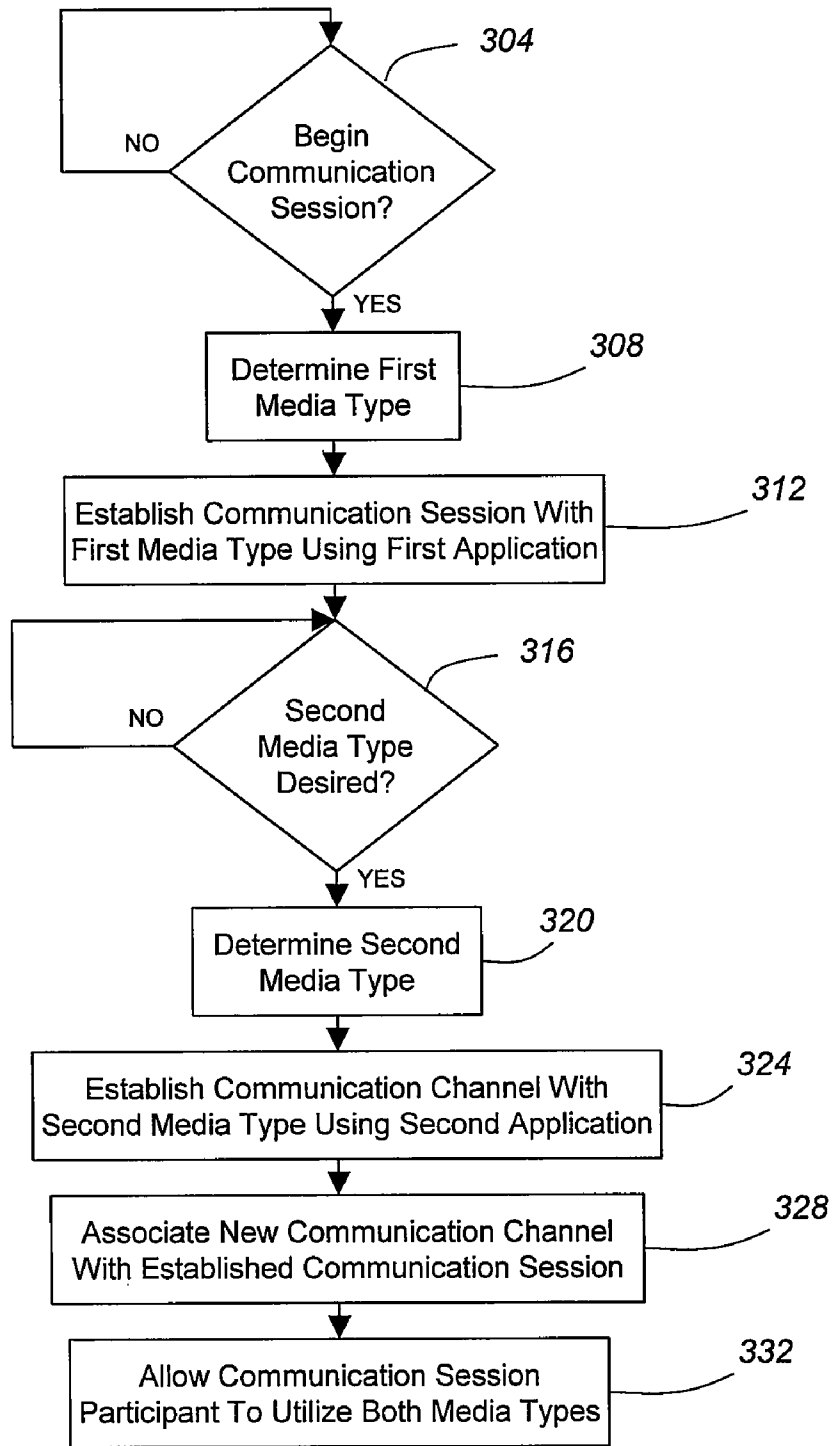 304
NO
Begin
Communication
Session?
YES
308
Determine First
Media Type
312
Establish Communication Session With
First Media Type Using First Application
316
NO
Second
Media Type
Desired?
YES
320
Determine Second
Media Type
324
Establish Communication Channel With
Second Media Type Using Second Application
328
Associate New Communication Channel
With Established Communication Session
332
Allow Communication Session
Participant To Utilize Both Media Types